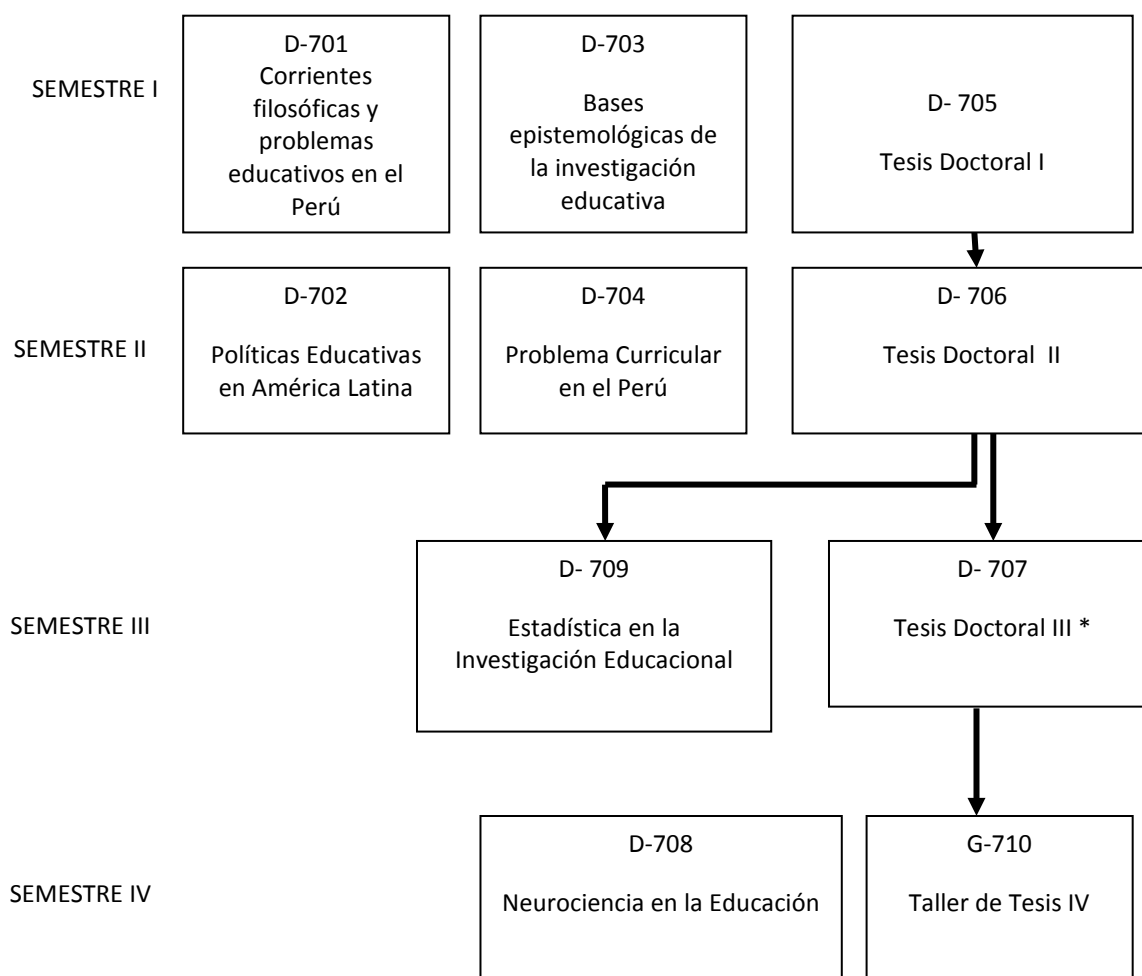 SEMESTRE I
D-701
Corrientes
filosóficas y
problemas
educativos en el
Perú
D-703
Bases
epistemológicas de
la investigación
educativa
D- 705
Tesis Doctoral I
SEMESTRE II
D-702
Políticas Educativas
en América Latina
D-704
Problema Curricular
en el Perú
D- 706
Tesis Doctoral  II
SEMESTRE III
D- 709
Estadística en la
Investigación Educacional
D- 707
Tesis Doctoral III *
SEMESTRE IV
D-708
Neurociencia en la Educación
G-710
Taller de Tesis IV